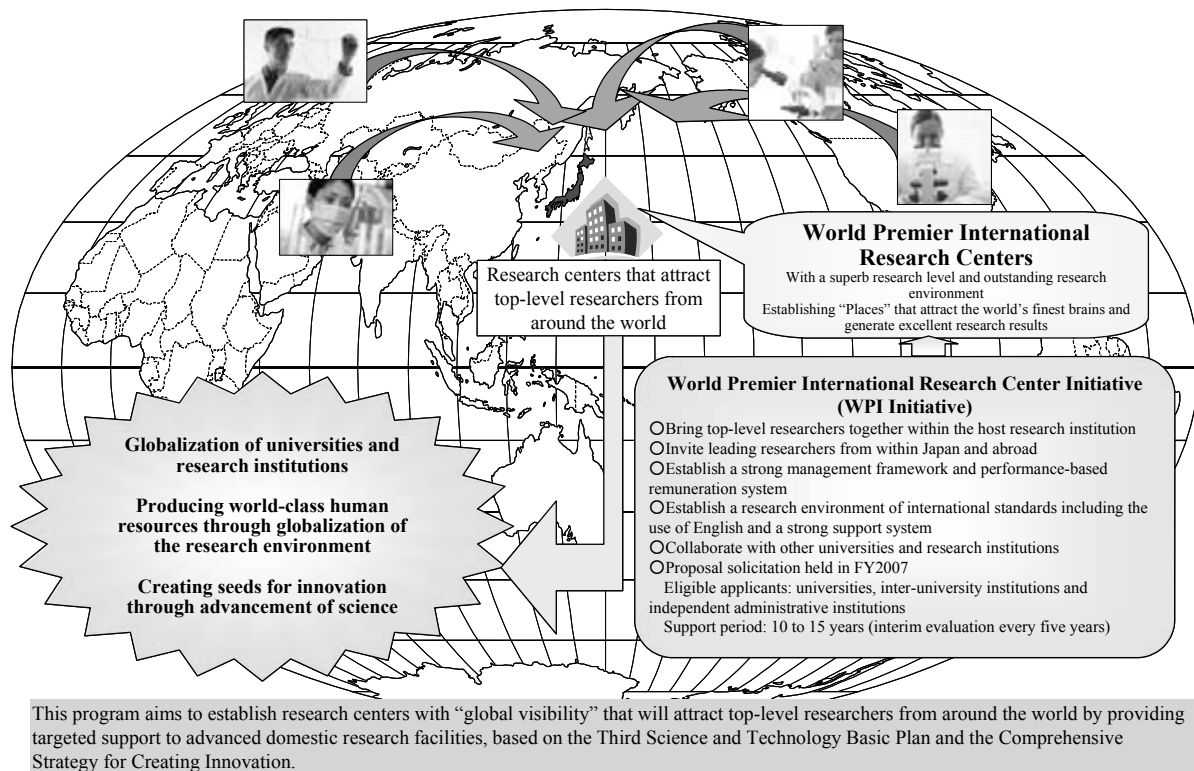 World Premier International
Research Centers
With a superb research level and outstanding research
environment
Establishing “Places” that attract the world’s finest brains and
generate excellent research results
Research centers that attract
top-level researchers from
around the world
World Premier International Research Center Initiative
(WPI Initiative)
○Bring top-level researchers together within the host research institution
○Invite leading researchers from within Japan and abroad
○Establish a strong management framework and performance-based
remuneration system
○Establish a research environment of international standards including the
use of English and a strong support system
○Collaborate with other universities and research institutions
○Proposal solicitation held in FY2007
Eligible applicants: universities, inter-university institutions and
independent administrative institutions
Support period: 10 to 15 years (interim evaluation every five years)
Globalization of universities and
research institutions
Producing world-class human
resources through globalization of
the research environment
Creating seeds for innovation
through advancement of science
This program aims to establish research centers with “global visibility” that will attract top-level researchers from around the world by providing
targeted support to advanced domestic research facilities, based on the Third Science and Technology Basic Plan and the Comprehensive
Strategy for Creating Innovation.